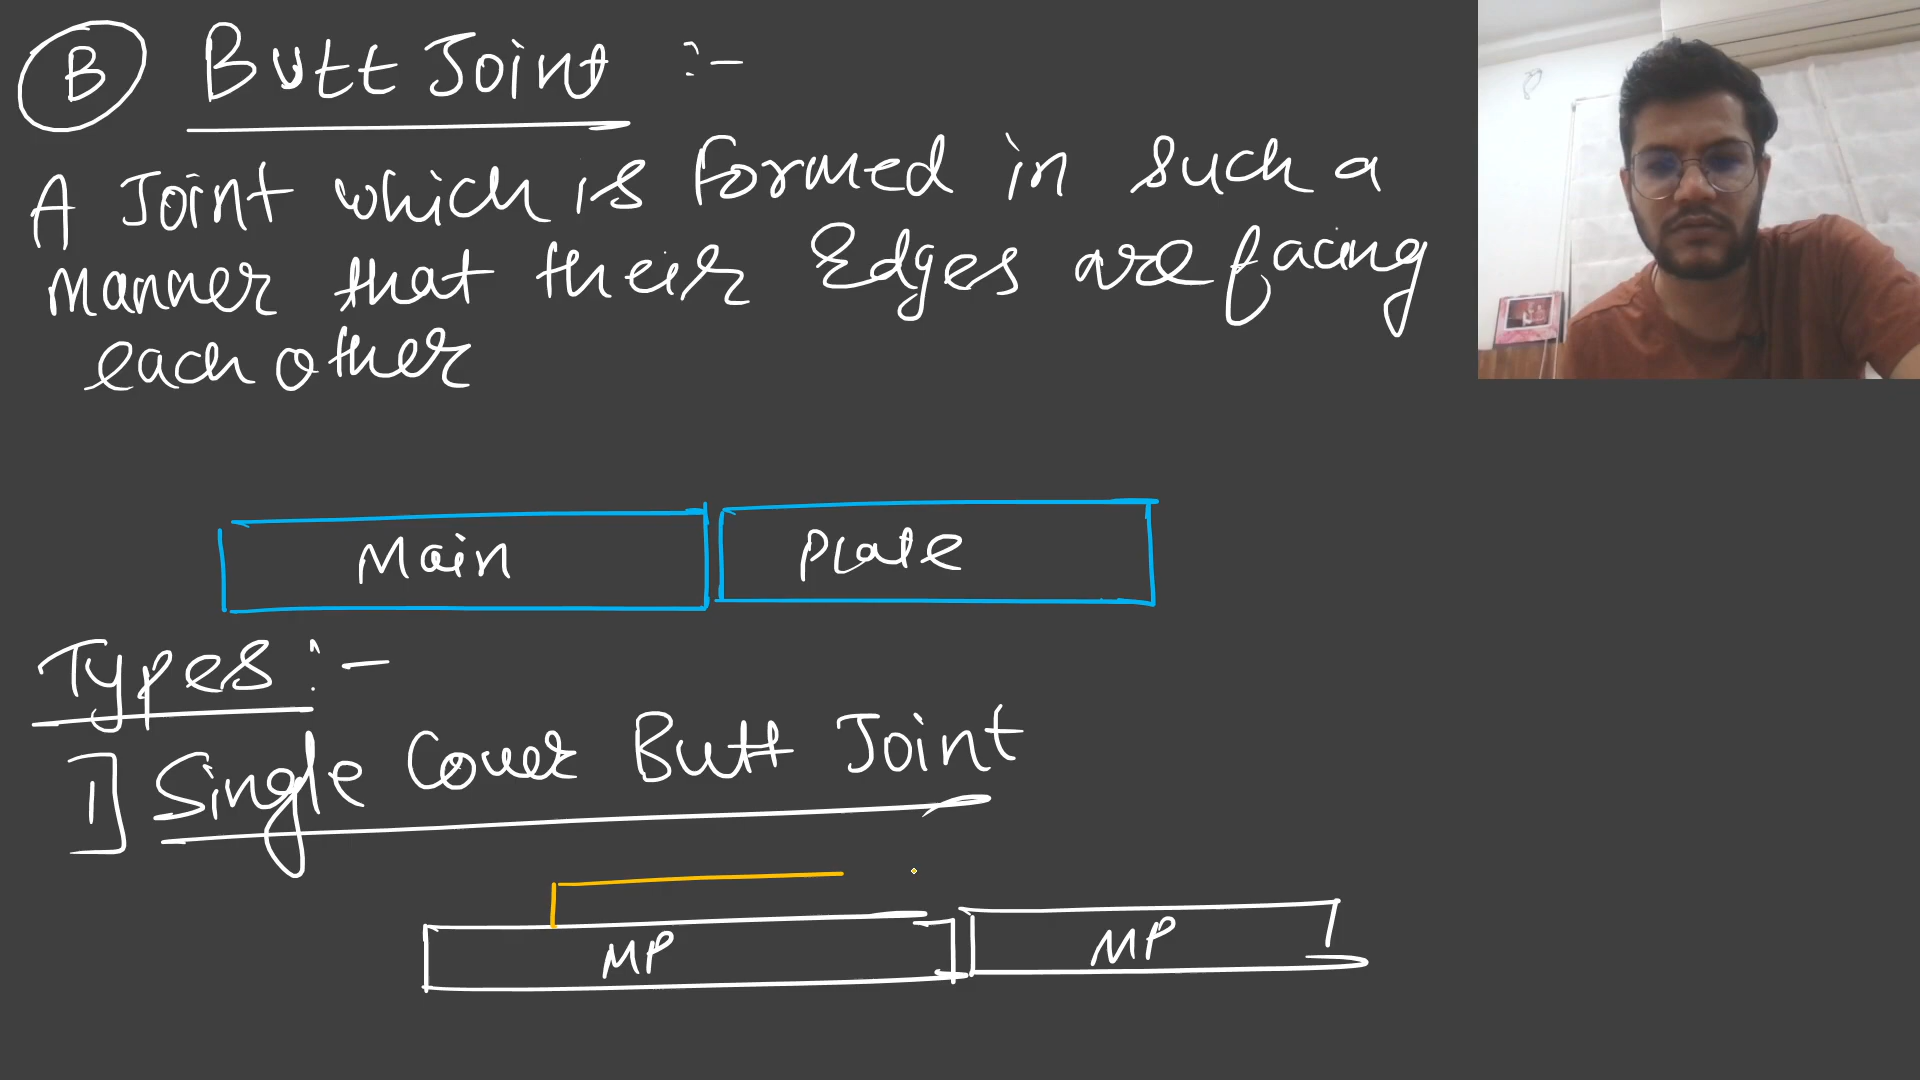 B Butt Joint :-
A Joint which is formed in such a
manner that their Edges are facing
each other
Main Plate
Types :-
1] Single Cover Butt Joint
MP MP